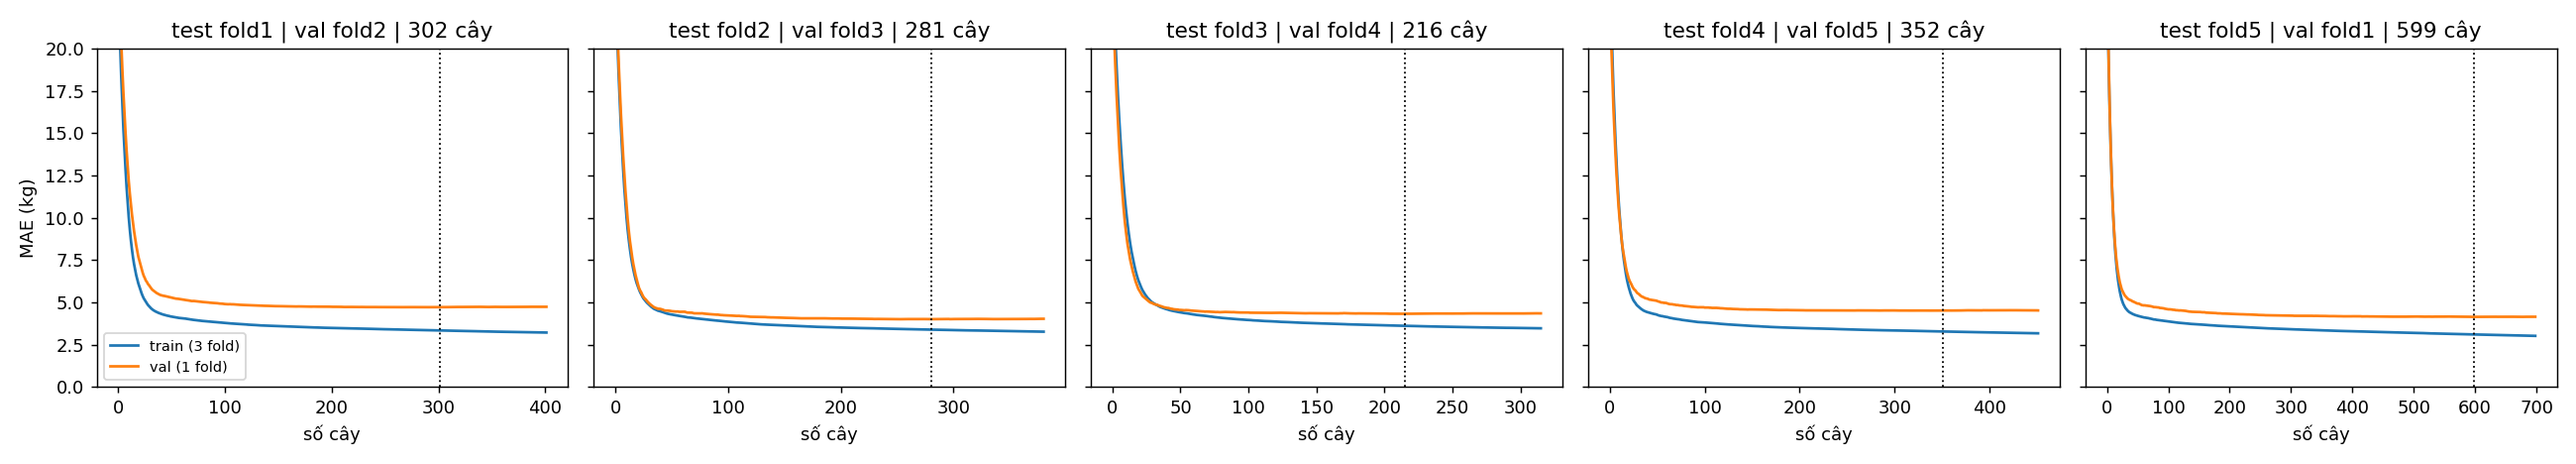 test fold1 | val fold2 | 302 cây
test fold2 | val fold3 | 281 cây
test fold3 | val fold4 | 216 cây
test fold4 | val fold5 | 352 cây
test fold5 | val fold1 | 599 cây
MAE (kg)
20.0
17.5
15.0
12.5
10.0
7.5
5.0
2.5
0.0
train (3 fold)
val (1 fold)
0 100 200 300 400
0 100 200 300
0 50 100 150 200 250 300
0 100 200 300 400
0 100 200 300 400 500 600 700
số cây
số cây
số cây
số cây
số cây